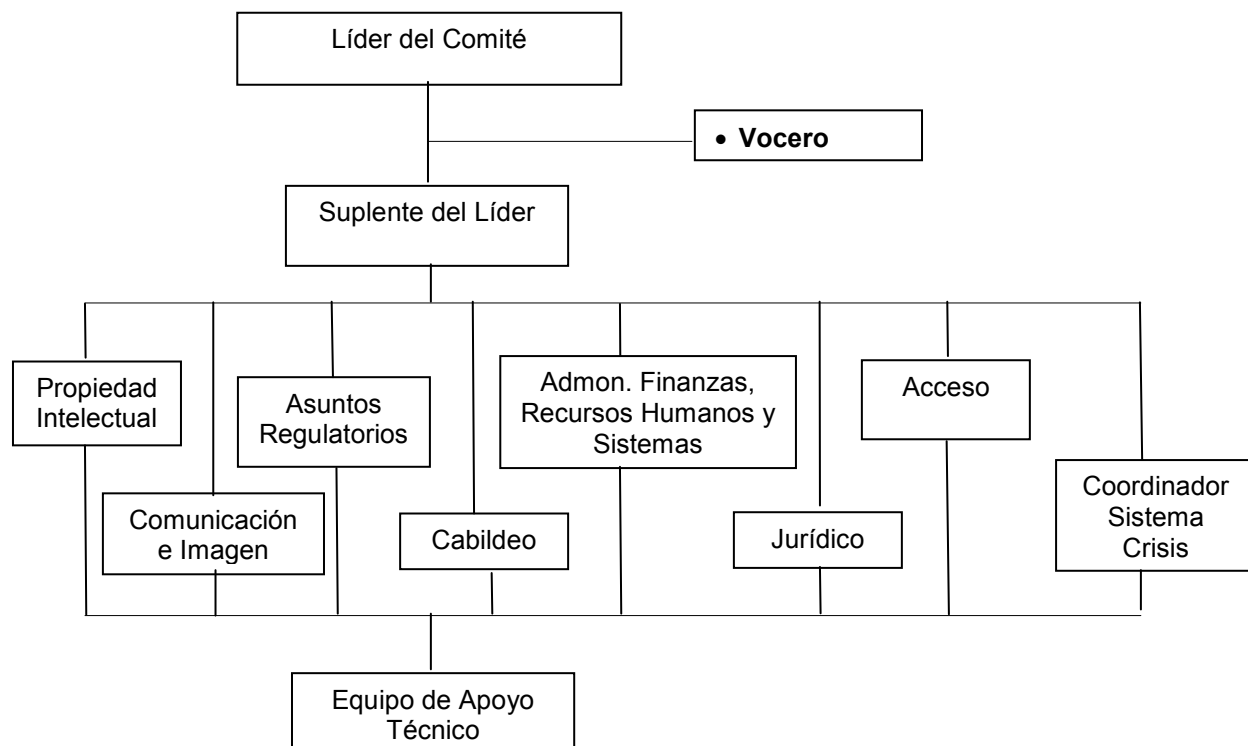 Líder del Comité
• Vocero
Suplente del Líder
Propiedad
Intelectual
Comunicación
e Imagen
Asuntos
Regulatorios
Cabildeo
Admon. Finanzas,
Recursos Humanos y
Sistemas
Jurídico
Acceso
Coordinador
Sistema
Crisis
Equipo de Apoyo
Técnico